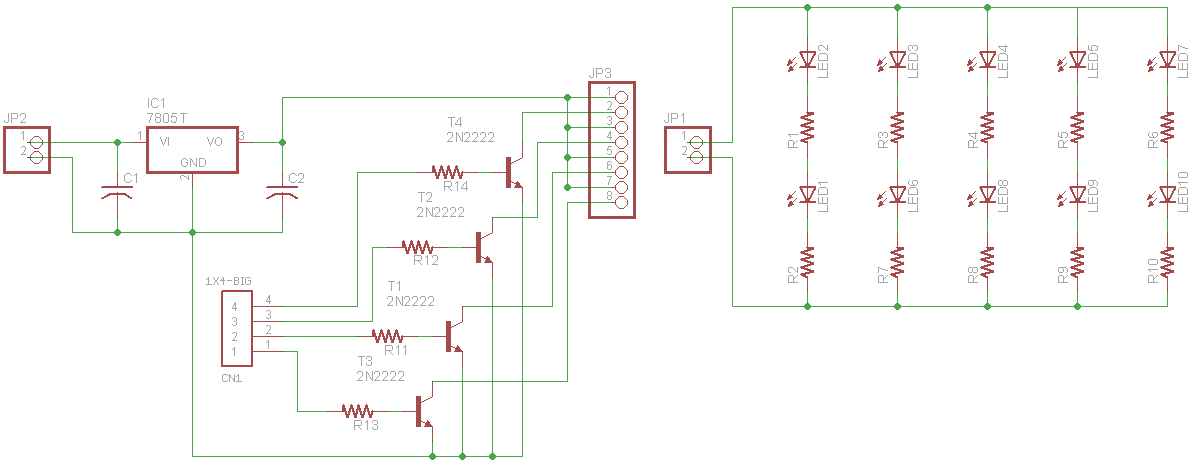 JP2
1
2
IC1
7805T
1
VI
VO
3
GND
2
C1
C2
T4
2N2222
R14
T2
2N2222
R12
T1
2N2222
R11
T3
2N2222
R13
1X4-BIG
4
3
2
1
4
3
2
1
CN1
JP3
1
2
3
4
5
6
7
8
JP1
1
2
LED2
LED3
LED4
LED5
LED7
R1
R3
R4
R5
R6
LED1
LED6
LED8
LED9
LED10
R2
R7
R8
R9
R10